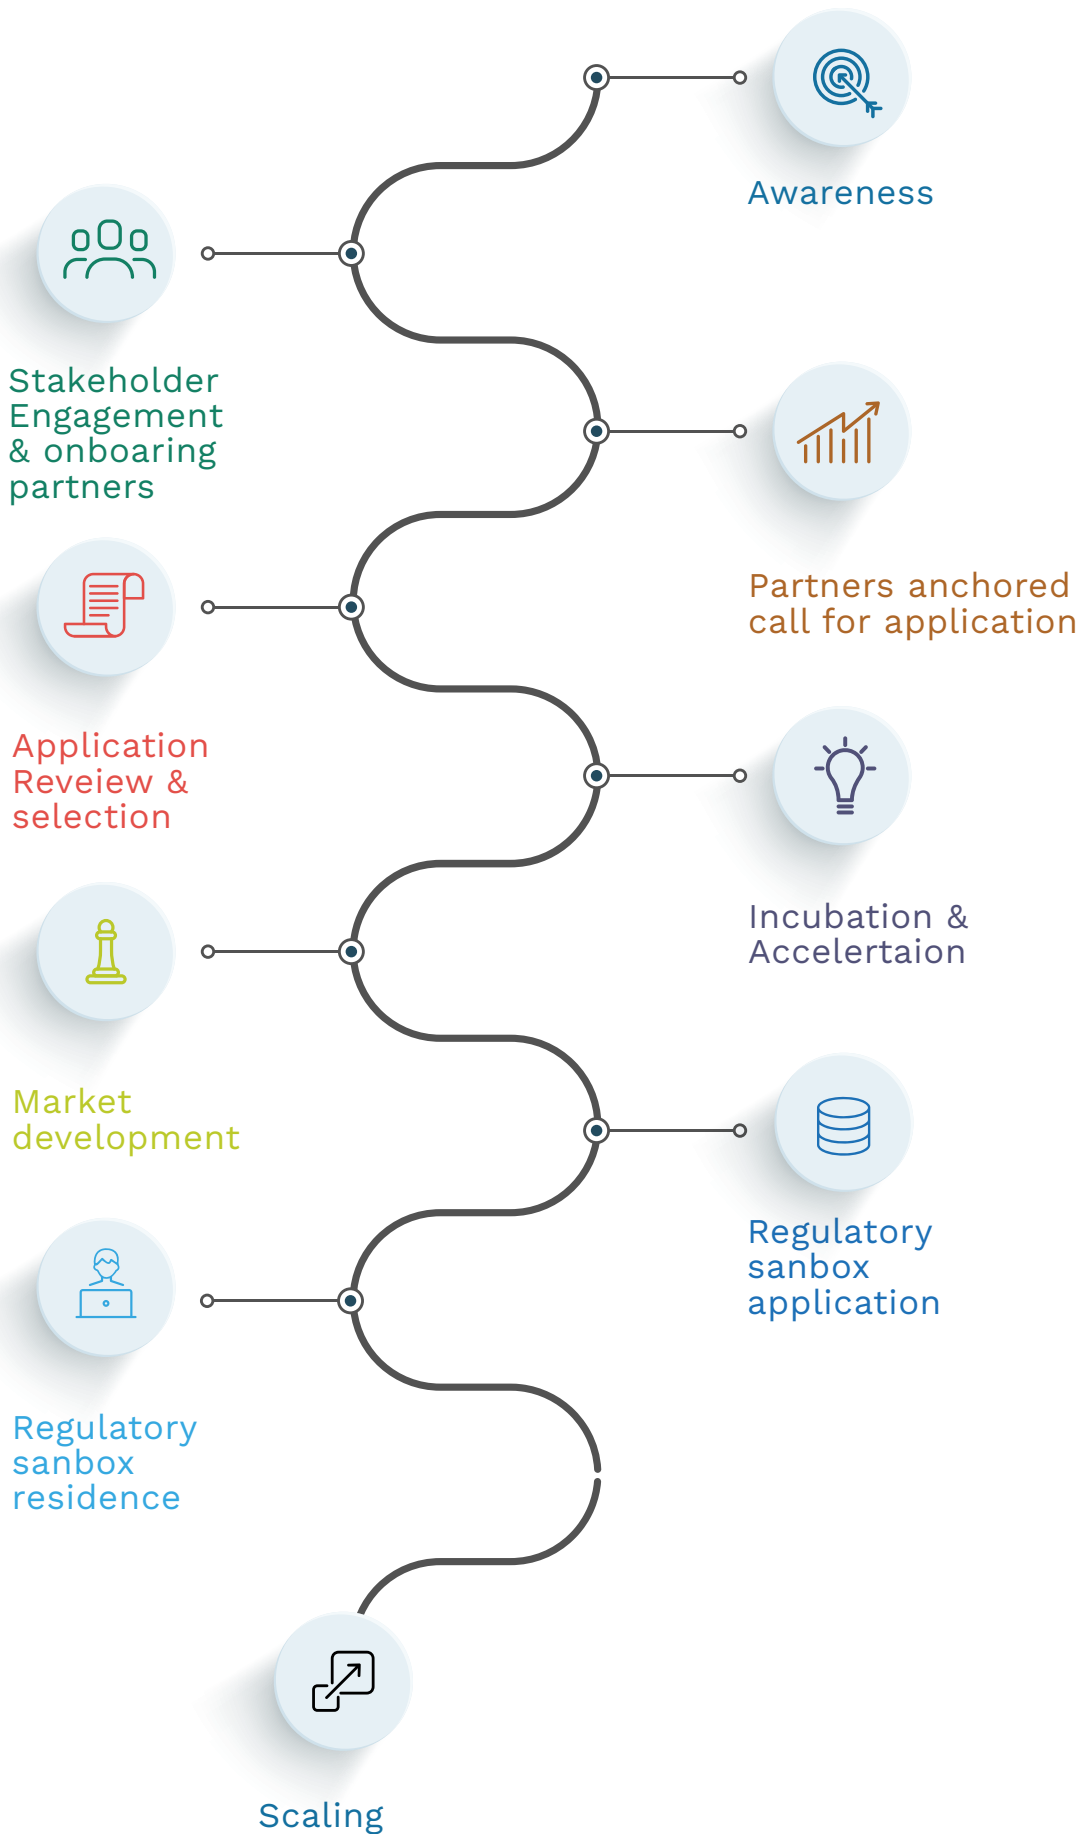 Awareness
Stakeholder
Engagement
& onboaring
partners
Partners anchored
call for application
Application
Reveiew &
selection
Incubation &
Accelertaion
Market
development
Regulatory
sanbox
application
Regulatory
sanbox
residence
Scaling